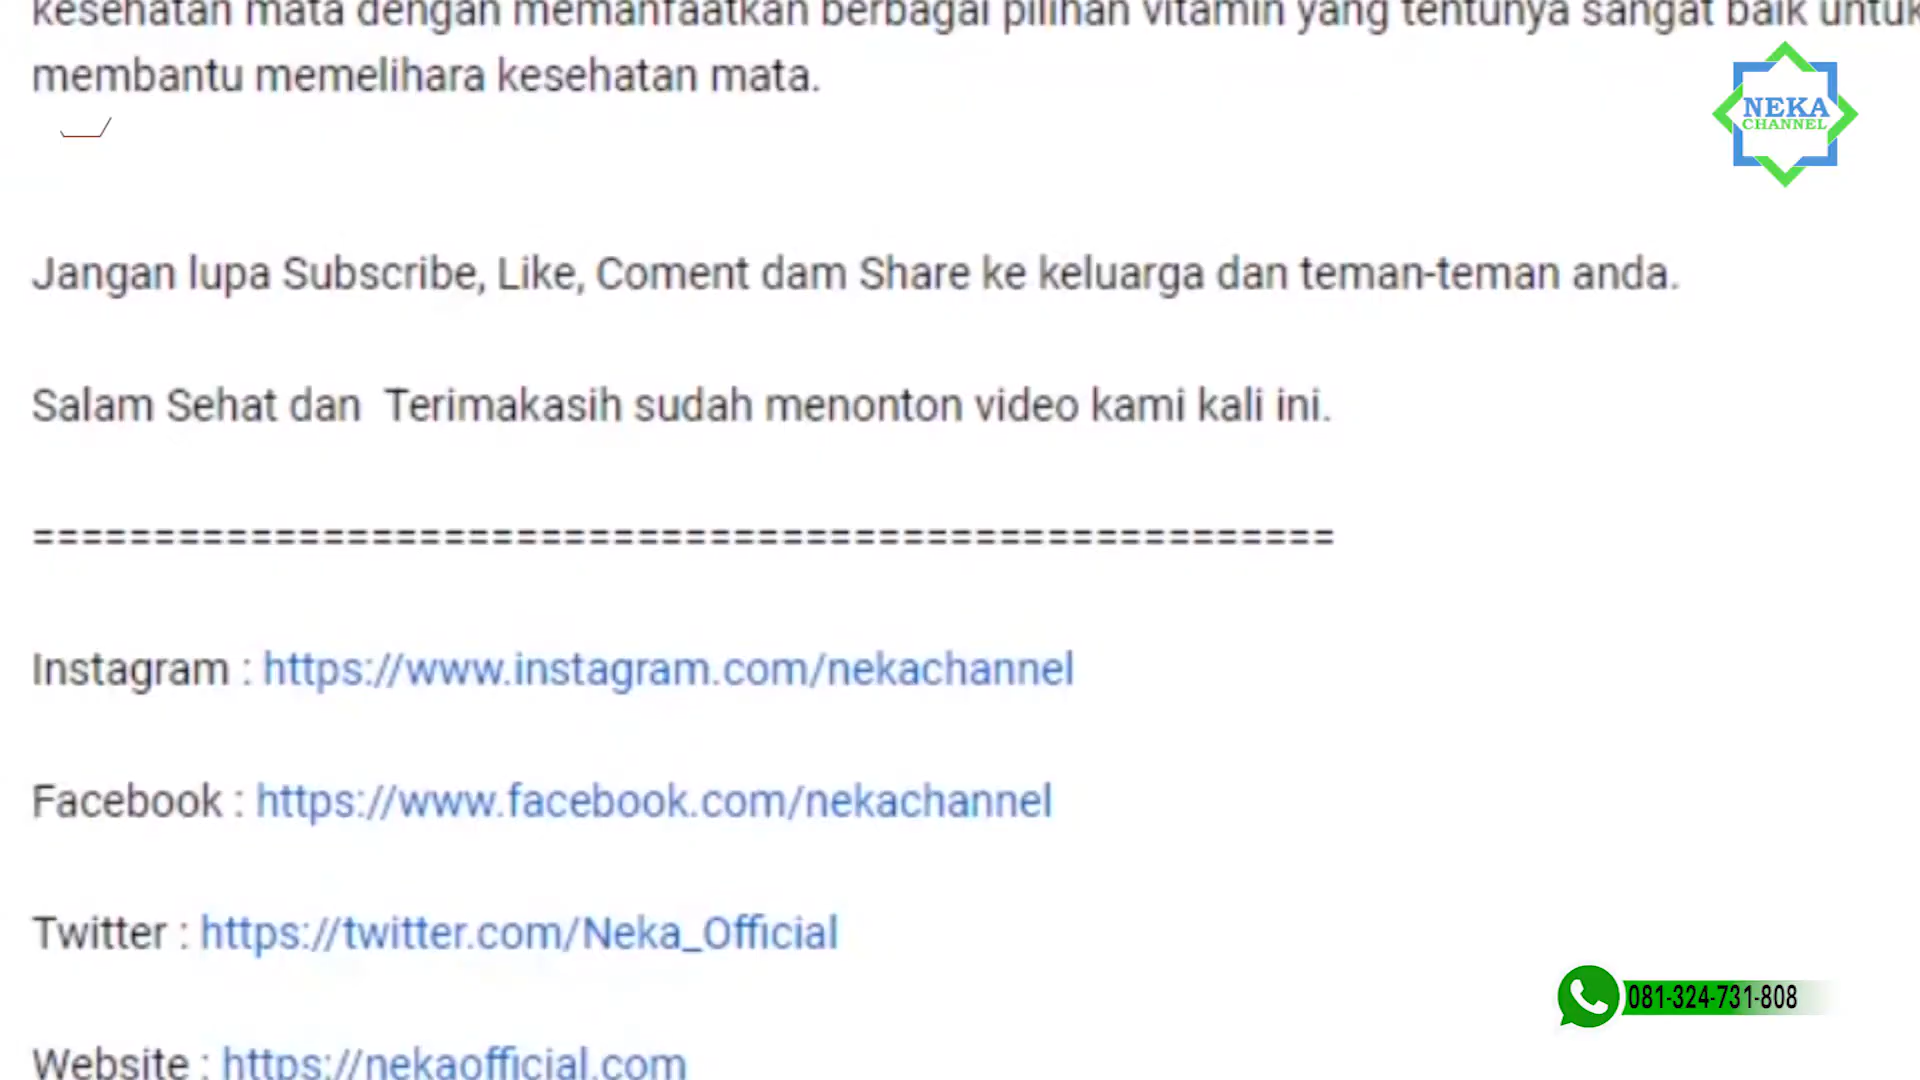 kesehatan mata dengan memanfaatkan berbagai pilihan vitamin yang tentunya sangat baik untuk
membantu memelihara kesehatan mata.
NEKA
CHANNEL
Jangan lupa Subscribe, Like, Coment dam Share ke keluarga dan teman-teman anda.
Salam Sehat dan  Terimakasih sudah menonton video kami kali ini.
======================================================
Instagram : https://www.instagram.com/nekachannel
Facebook : https://www.facebook.com/nekachannel
Twitter : https://twitter.com/Neka_Official
081-324-731-808
Website : https://nekaofficial.com